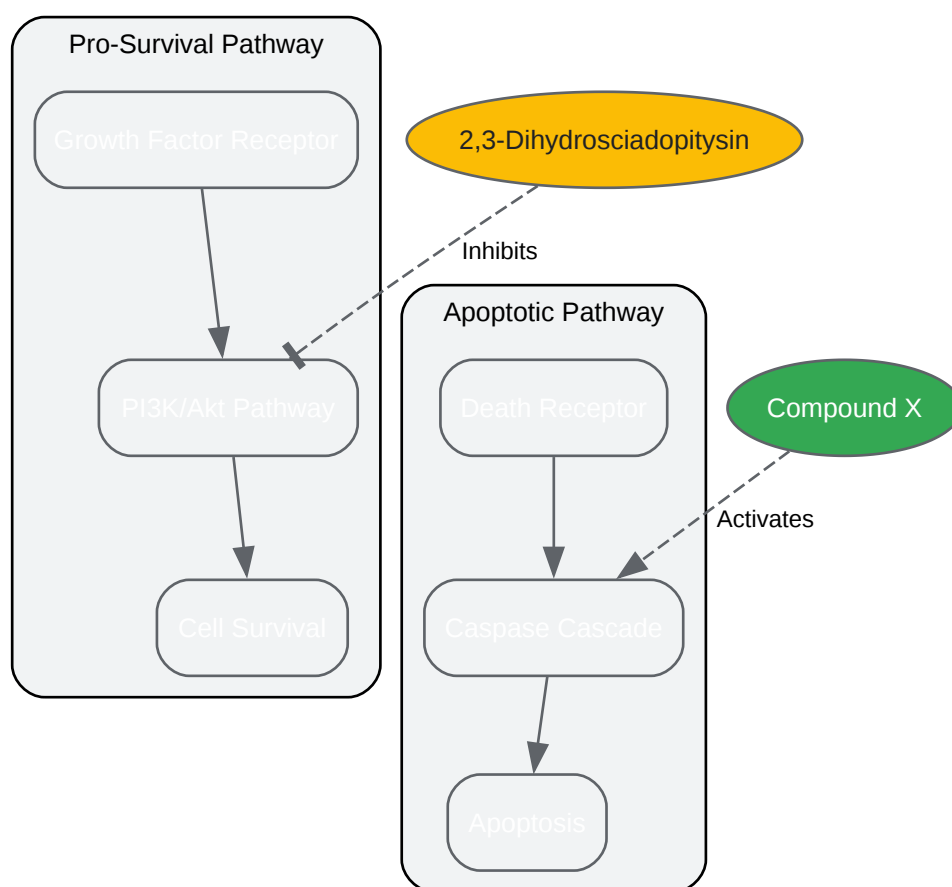 Pro-Survival Pathway
Growth Factor Receptor
2,3-Dihydrosciadopitysin
Inhibits
Apoptotic Pathway
PI3K/Akt Pathway
Death Receptor
Compound X
Activates
Cell Survival
Caspase Cascade
Apoptosis